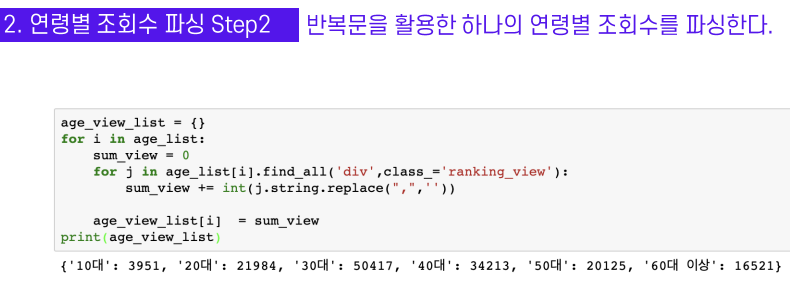 2. 연령별 조회수 파싱 Step2 반복문을 활용한 하나의 연령별 조회수를 파싱한다.
age_view_list = {}
for i in age_list:
    sum_view = 0
    for j in age_list[i].find_all('div',class_='ranking_view'):
        sum_view += int(j.string.replace(",",''))

    age_view_list[i]  = sum_view
print(age_view_list)
{'10대': 3951, '20대': 21984, '30대': 50417, '40대': 34213, '50대': 20125, '60대 이상': 16521}